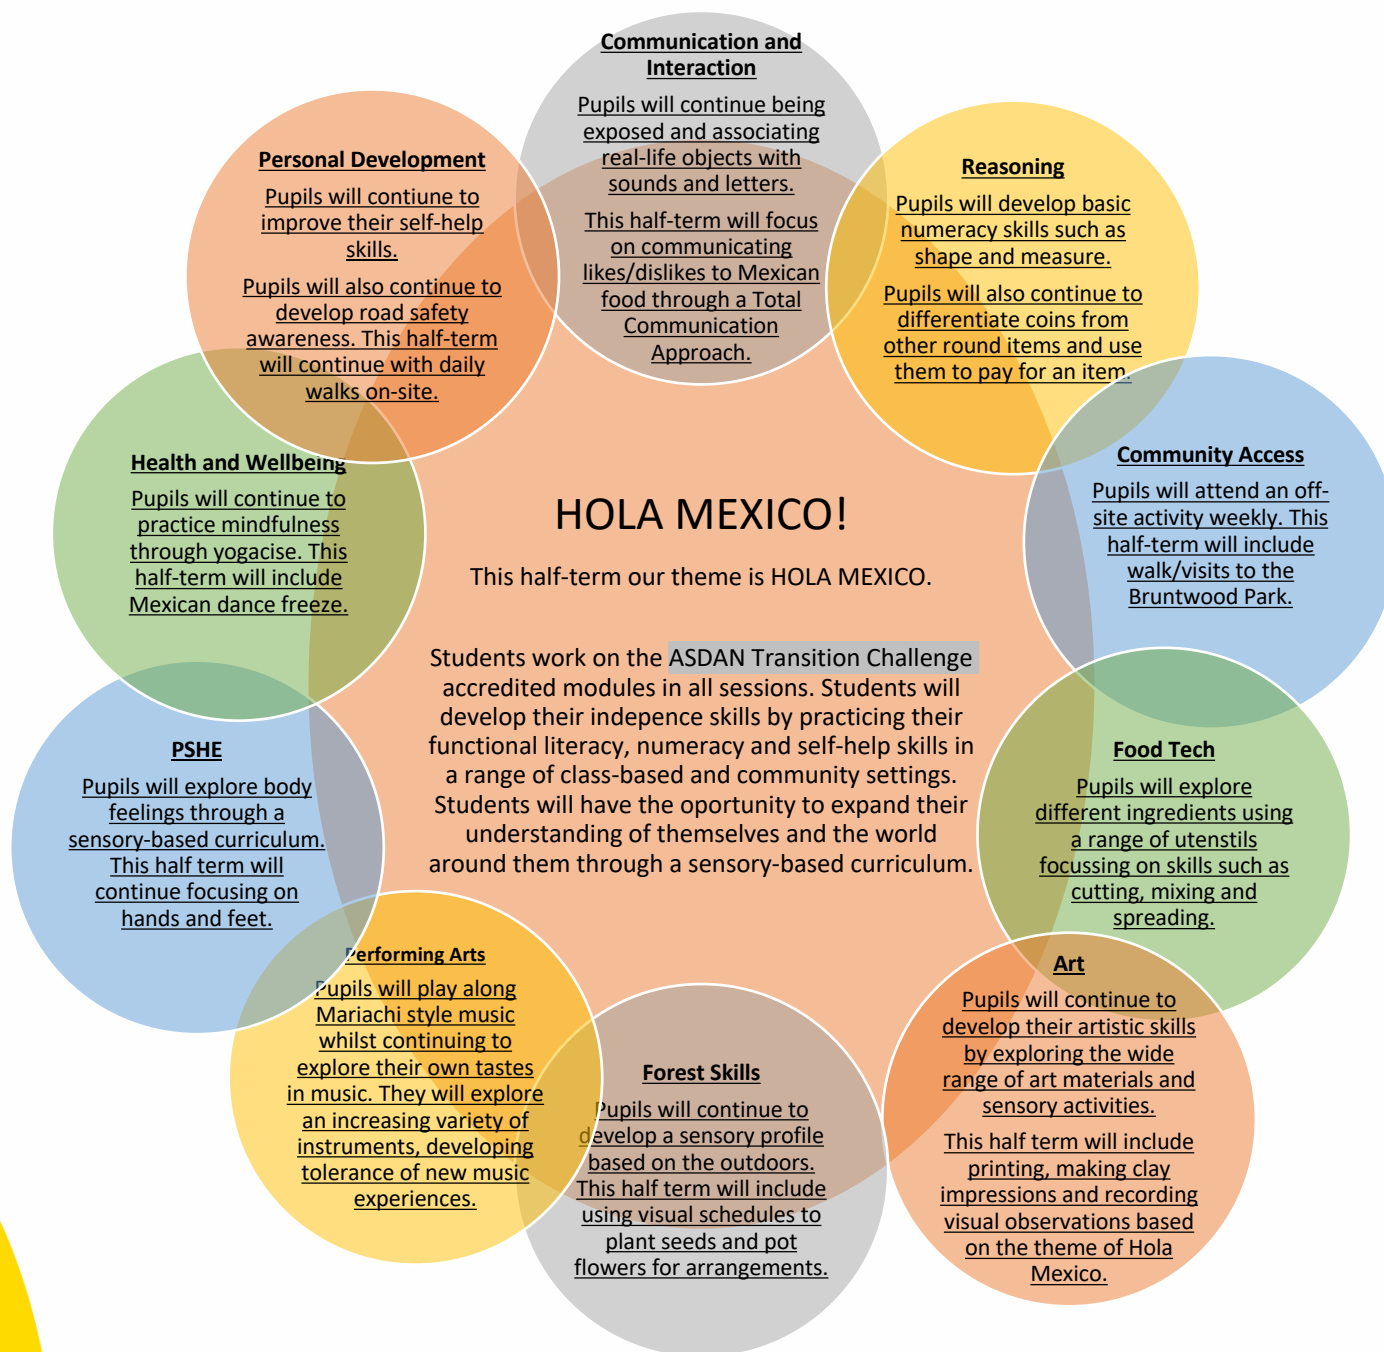 Communication and
Interaction
Pupils will continue being
exposed and associating
real-life objects with
sounds and letters.
This half-term will focus
on communicating
likes/dislikes to Mexican
food through a Total
Communication
Approach.
Reasoning
Pupils will develop basic
numeracy skills such as
shape and measure.
Pupils will also continue to
differentiate coins from
other round items and use
them to pay for an item.
Community Access
Pupils will attend an off-
site activity weekly. This
half-term will include
walk/visits to the
Bruntwood Park.
Food Tech
Pupils will explore
different ingredients using
a range of utenstils
focussing on skills such as
cutting, mixing and
spreading.
Art
Pupils will continue to
develop their artistic skills
by exploring the wide
range of art materials and
sensory activities.
This half term will include
printing, making clay
impressions and recording
visual observations based
on the theme of Hola
Mexico.
Forest Skills
Pupils will continue to
develop a sensory profile
based on the outdoors.
This half term will include
using visual schedules to
plant seeds and pot
flowers for arrangements.
Performing Arts
Pupils will play along
Mariachi style music
whilst continuing to
explore their own tastes
in music. They will explore
an increasing variety of
instruments, developing
tolerance of new music
experiences.
PSHE
Pupils will explore body
feelings through a
sensory-based curriculum.
This half term will
continue focusing on
hands and feet.
Health and Wellbeing
Pupils will continue to
practice mindfulness
through yogacise. This
half-term will include
Mexican dance freeze.
Personal Development
Pupils will contiune to
improve their self-help
skills.
Pupils will also continue to
develop road safety
awareness. This half-term
will continue with daily
walks on-site.
HOLA MEXICO!
This half-term our theme is HOLA MEXICO.
Students work on the ASDAN Transition Challenge
accredited modules in all sessions. Students will
develop their indepence skills by practicing their
functional literacy, numeracy and self-help skills in
a range of class-based and community settings.
Students will have the oportunity to expand their
understanding of themselves and the world
around them through a sensory-based curriculum.